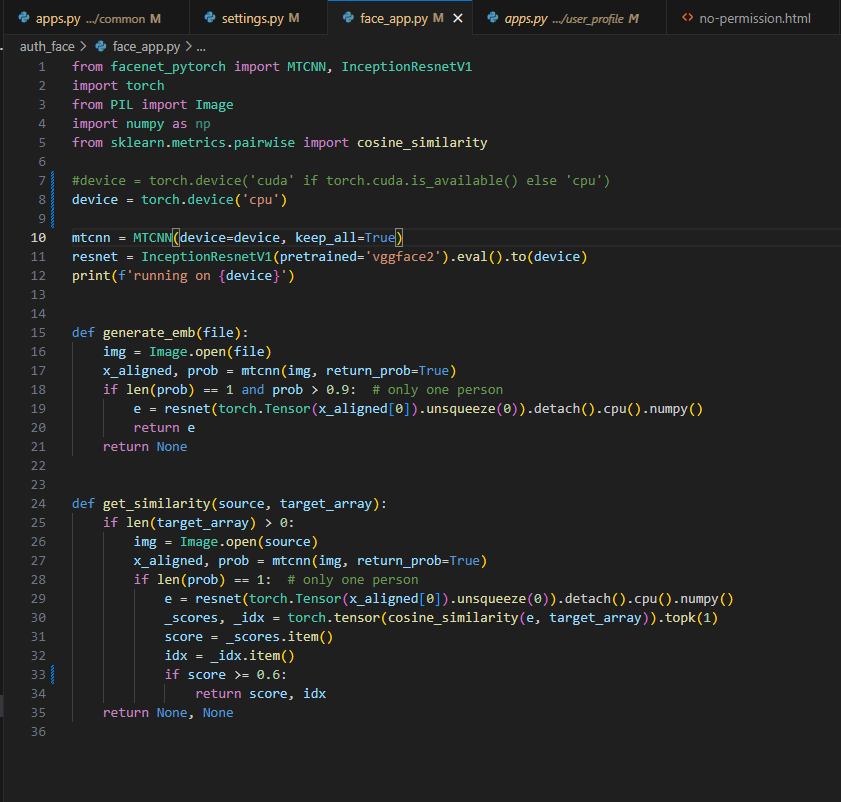 apps.py .../common M settings.py M face_app.py M apps.py .../user_profile M <> no-permission.html
auth_face > face_app.py > ...
1 from facenet_pytorch import MTCNN, InceptionResnetV1
2 import torch
3 from PIL import Image
4 import numpy as np
5 from sklearn.metrics.pairwise import cosine_similarity
6
7 #device = torch.device('cuda' if torch.cuda.is_available() else 'cpu')
8 device = torch.device('cpu')
9
10 mtcnn = MTCNN(device=device, keep_all=True)
11 resnet = InceptionResnetV1(pretrained='vggface2').eval().to(device)
12 print(f'running on {device}')
13
14
15 def generate_emb(file):
16     img = Image.open(file)
17     x_aligned, prob = mtcnn(img, return_prob=True)
18     if len(prob) == 1 and prob > 0.9:  # only one person
19         e = resnet(torch.Tensor(x_aligned[0]).unsqueeze(0)).detach().cpu().numpy()
20         return e
21     return None
22
23
24 def get_similarity(source, target_array):
25     if len(target_array) > 0:
26         img = Image.open(source)
27         x_aligned, prob = mtcnn(img, return_prob=True)
28         if len(prob) == 1:  # only one person
29             e = resnet(torch.Tensor(x_aligned[0]).unsqueeze(0)).detach().cpu().numpy()
30             _scores, _idx = torch.tensor(cosine_similarity(e, target_array)).topk(1)
31             score = _scores.item()
32             idx = _idx.item()
33             if score >= 0.6:
34                 return score, idx
35     return None, None
36